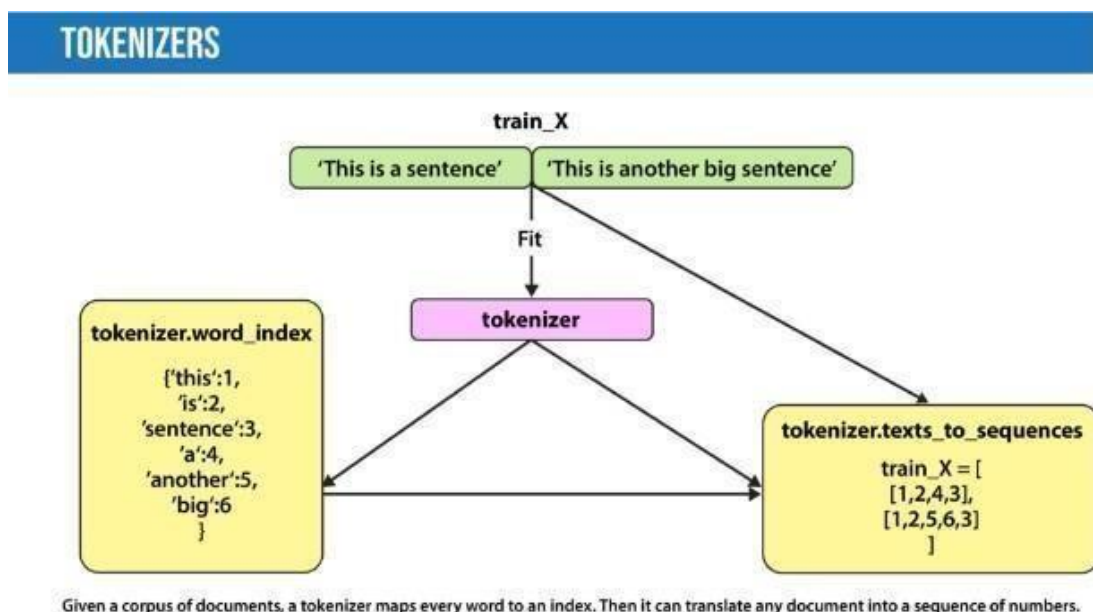 TOKENIZERS
train_X
‘This is a sentence’
‘This is another big sentence’
Fit
tokenizer
tokenizer.word_index
{‘this‘:1,
‘is‘:2,
‘sentence‘:3,
‘a‘:4,
‘another‘:5,
‘big‘:6
}
tokenizer.texts_to_sequences
train_X = [
[1,2,4,3],
[1,2,5,6,3]
]
Given a corpus of documents, a tokenizer maps every word to an index. Then it can translate any document into a sequence of numbers.